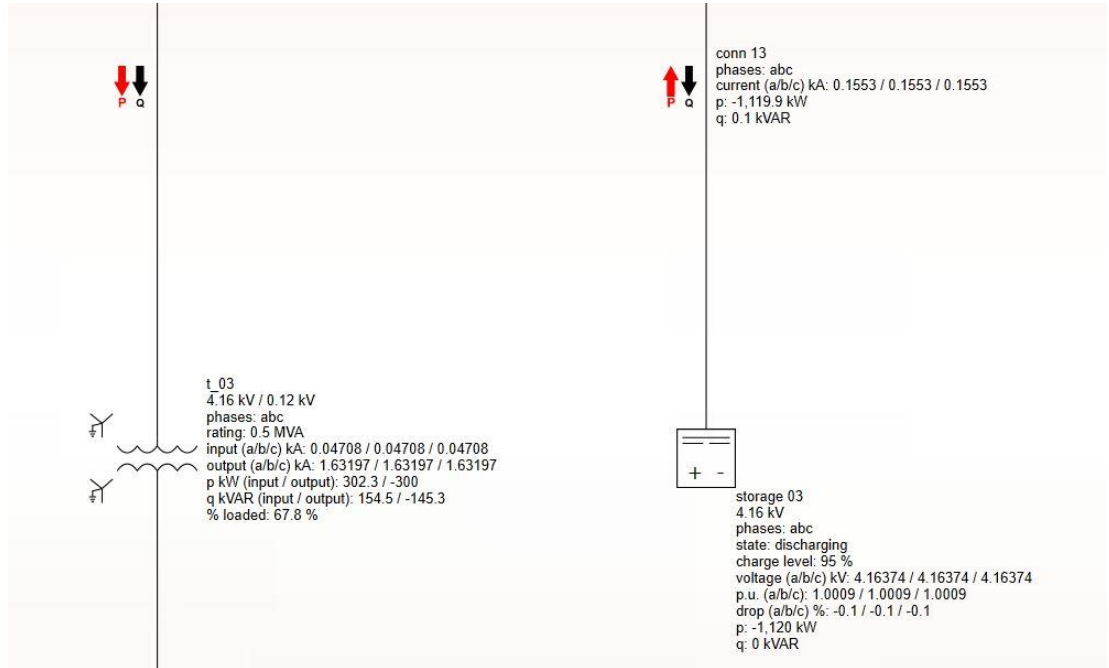 P Q
t_03
4.16 kV / 0.12 kV
phases: abc
rating: 0.5 MVA
input (a/b/c) kA: 0.04708 / 0.04708 / 0.04708
output (a/b/c) kA: 1.63197 / 1.63197 / 1.63197
p kW (input / output): 302.3 / -300
q kVAR (input / output): 154.5 / -145.3
% loaded: 67.8 %
P Q
conn 13
phases: abc
current (a/b/c) kA: 0.1553 / 0.1553 / 0.1553
p: -1,119.9 kW
q: 0.1 kVAR
+ -
storage 03
4.16 kV
phases: abc
state: discharging
charge level: 95 %
voltage (a/b/c) kV: 4.16374 / 4.16374 / 4.16374
p.u. (a/b/c): 1.0009 / 1.0009 / 1.0009
drop (a/b/c) %: -0.1 / -0.1 / -0.1
p: -1,120 kW
q: 0 kVAR